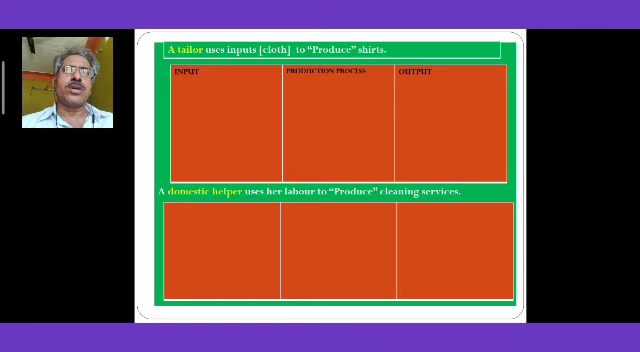 A tailor uses inputs [cloth] to “Produce” shirts.
INPUT PRODUCTION PROCESS OUTPUT
A domestic helper uses her labour to “Produce” cleaning services.